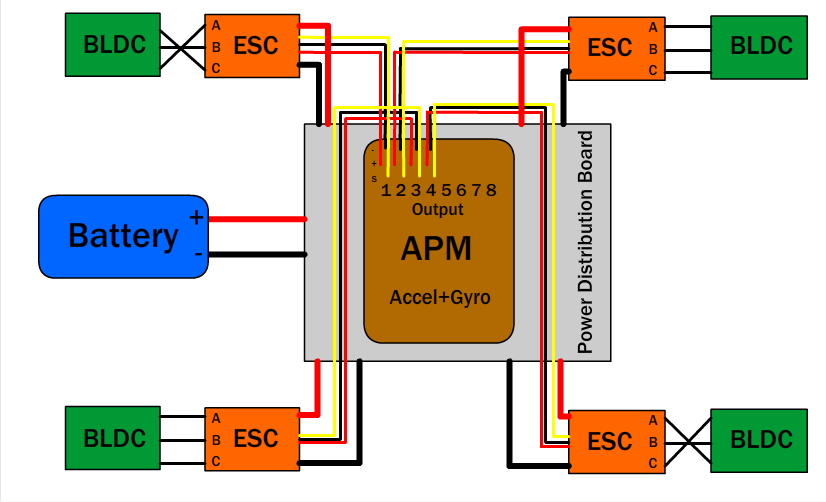 BLDC
A
B
C
ESC
ESC
A
B
C
BLDC
-
+
S
1 2 3 4 5 6 7 8
Output
APM
Accel+Gyro
Power Distribution Board
Battery
+
-
BLDC
A
B
C
ESC
ESC
A
B
C
BLDC